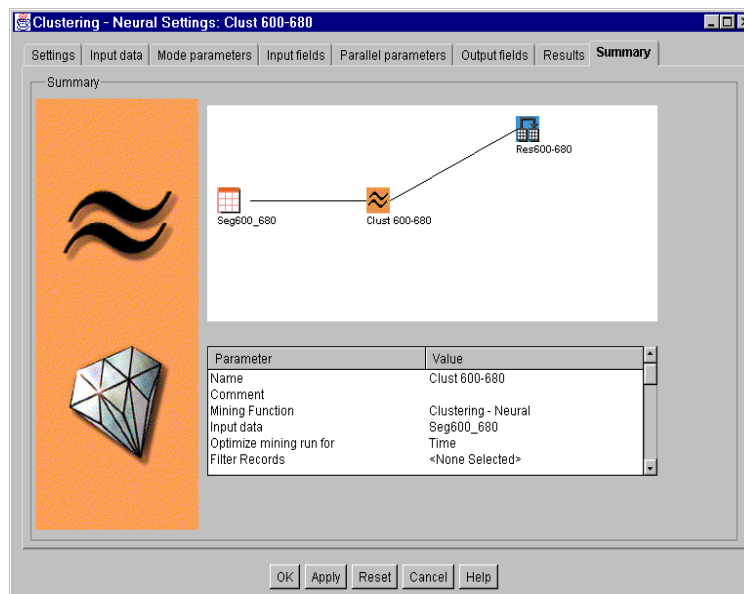 Clustering - Neural Settings: Clust 600-680
Settings Input data Mode parameters Input fields Parallel parameters Output fields Results Summary
Summary
Res600-680
Seg600_680 Clust 600-680
Parameter Value
Name Clust 600-680
Comment
Mining Function Clustering - Neural
Input data Seg600_680
Optimize mining run for Time
Filter Records <None Selected>
OK Apply Reset Cancel Help